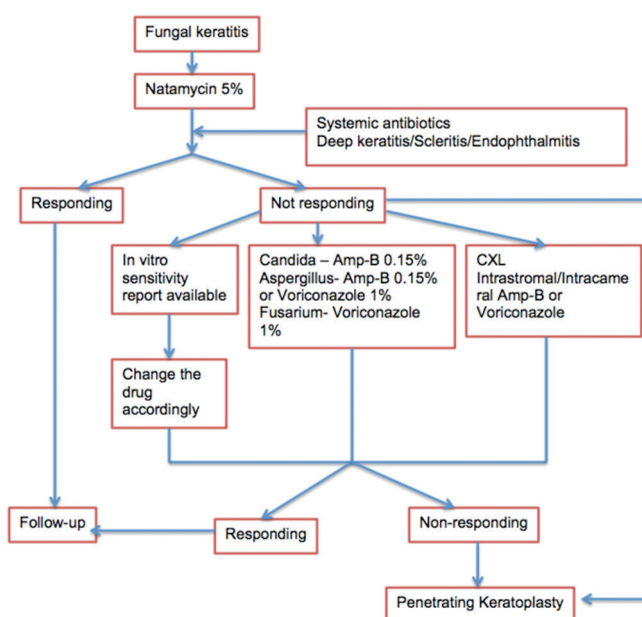 Fungal keratitis
Natamycin 5%
Systemic antibiotics
Deep keratitis/Scleritis/Endophthalmitis
Responding
Not responding
In vitro
sensitivity
report available
Candida – Amp-B 0.15%
Aspergillus- Amp-B 0.15%
or Voriconazole 1%
Fusarium- Voriconazole
1%
CXL
Intrastromal/Intracame
ral Amp-B or
Voriconazole
Change the
drug
accordingly
Follow-up
Responding
Non-responding
Penetrating Keratoplasty